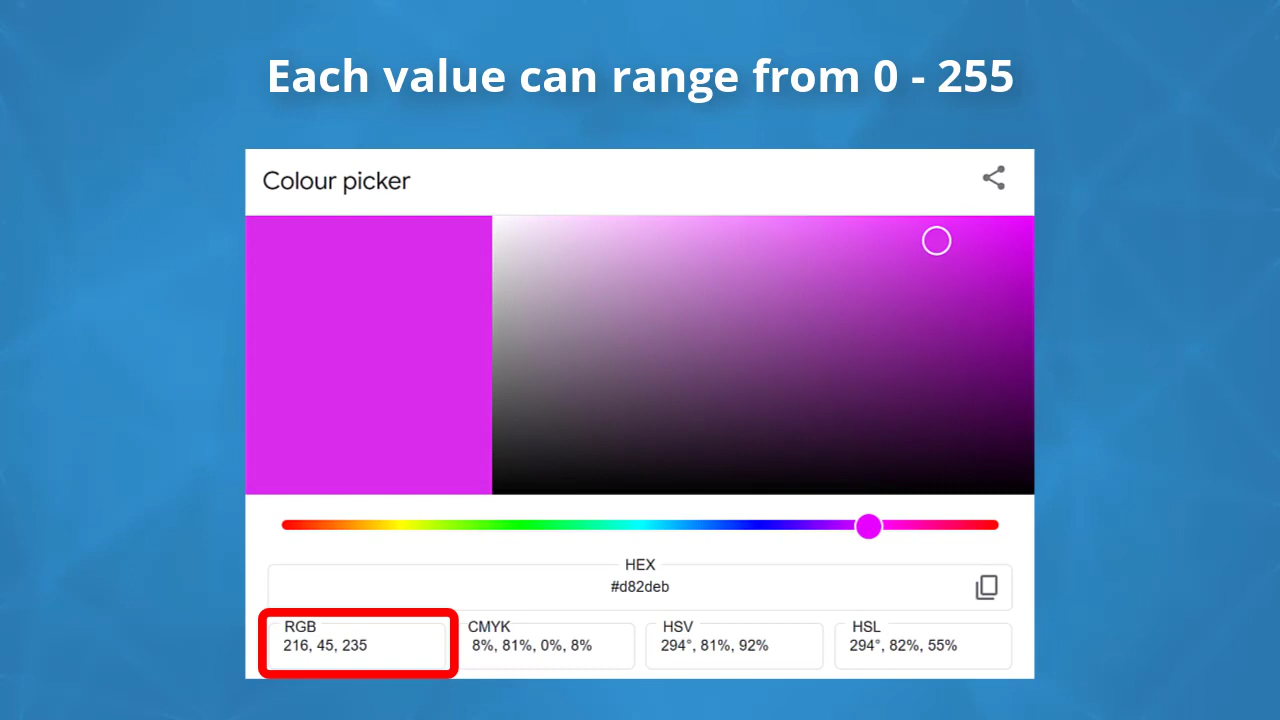 Each value can range from 0 - 255
Colour picker
HEX
#d82deb
RGB
216, 45, 235
CMYK
8%, 81%, 0%, 8%
HSV
294°, 81%, 92%
HSL
294°, 82%, 55%